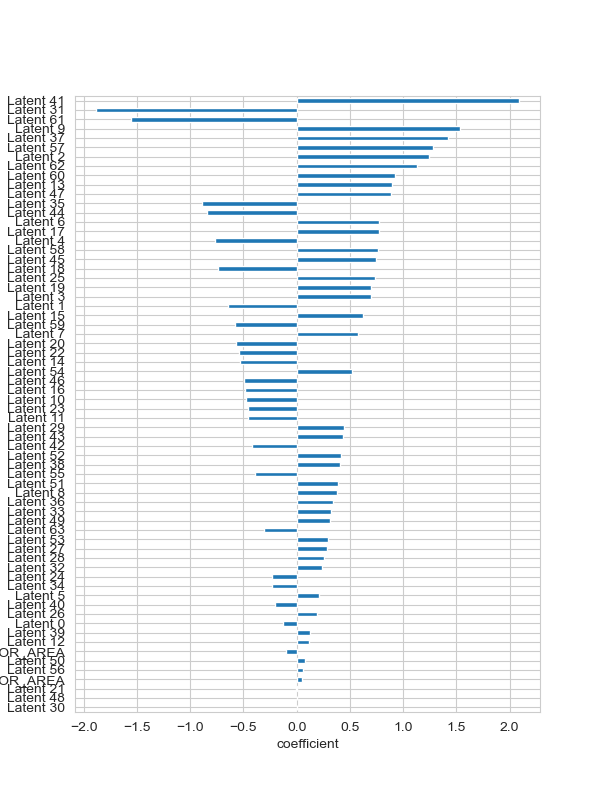 Latent 41
Latent 31
Latent 61
Latent 9
Latent 37
Latent 57
Latent 2
Latent 62
Latent 60
Latent 13
Latent 47
Latent 35
Latent 44
Latent 6
Latent 17
Latent 4
Latent 58
Latent 45
Latent 18
Latent 25
Latent 19
Latent 3
Latent 1
Latent 15
Latent 59
Latent 7
Latent 20
Latent 22
Latent 14
Latent 54
Latent 46
Latent 16
Latent 10
Latent 23
Latent 11
Latent 29
Latent 43
Latent 42
Latent 52
Latent 38
Latent 55
Latent 51
Latent 8
Latent 36
Latent 33
Latent 49
Latent 63
Latent 53
Latent 27
Latent 28
Latent 32
Latent 24
Latent 34
Latent 5
Latent 40
Latent 26
Latent 0
Latent 39
Latent 12
OR_AREA
Latent 50
Latent 56
OR_AREA
Latent 21
Latent 48
Latent 30
−2.0 −1.5 −1.0 −0.5 0.0 0.5 1.0 1.5 2.0
coefficient